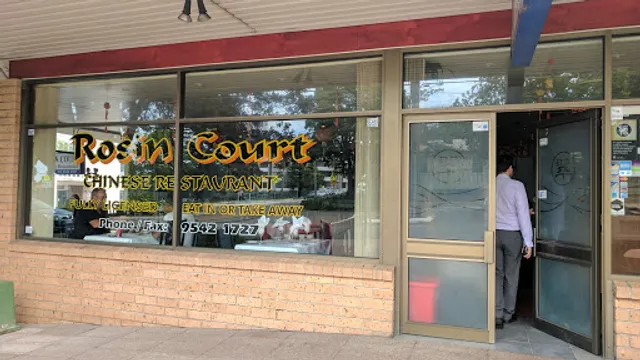 Rosin Court
CHINESE RESTAURANT
FULLY LICENSED EAT IN OR TAKE AWAY
Phone/Fax: 9542 1727